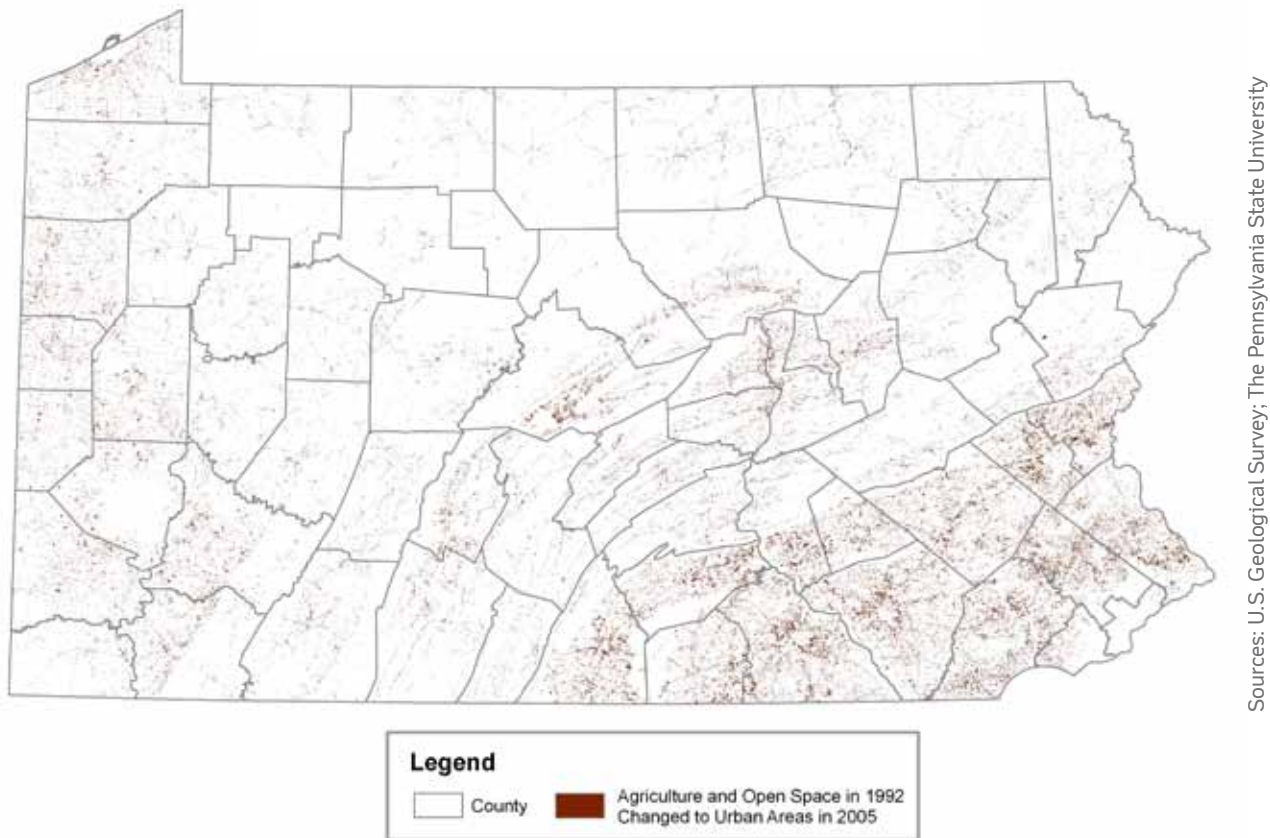 Sources: U.S. Geological Survey; The Pennsylvania State University
Legend
County
Agriculture and Open Space in 1992
Changed to Urban Areas in 2005